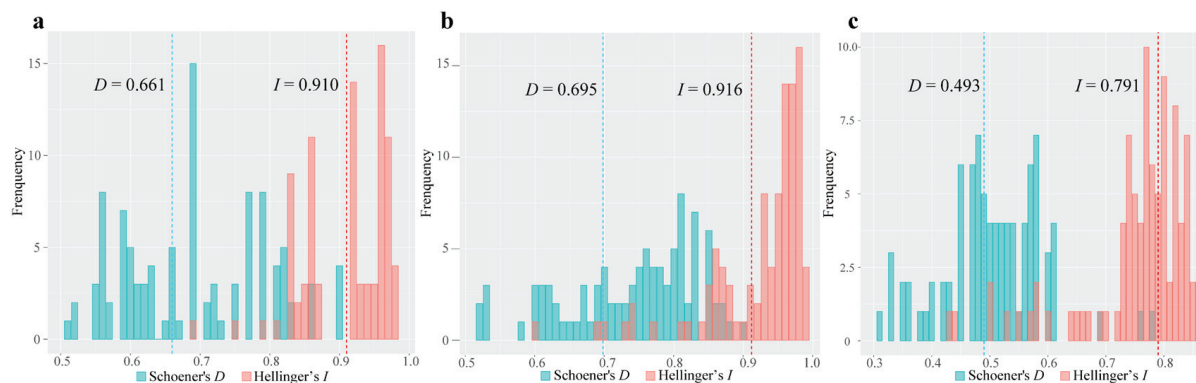 a
Frenquency
15
10
5
0
D = 0.661
I = 0.910
0.5 0.6 0.7 0.8 0.9 1.0
Schoener's D Hellinger's I
b
Frenquency
15
10
5
0
D = 0.695
I = 0.916
0.5 0.6 0.7 0.8 0.9 1.0
Schoener's D Hellinger's I
c
Frenquency
10.0
7.5
5.0
2.5
0
D = 0.493
I = 0.791
0.3 0.4 0.5 0.6 0.7 0.8
Schoener's D Hellinger's I